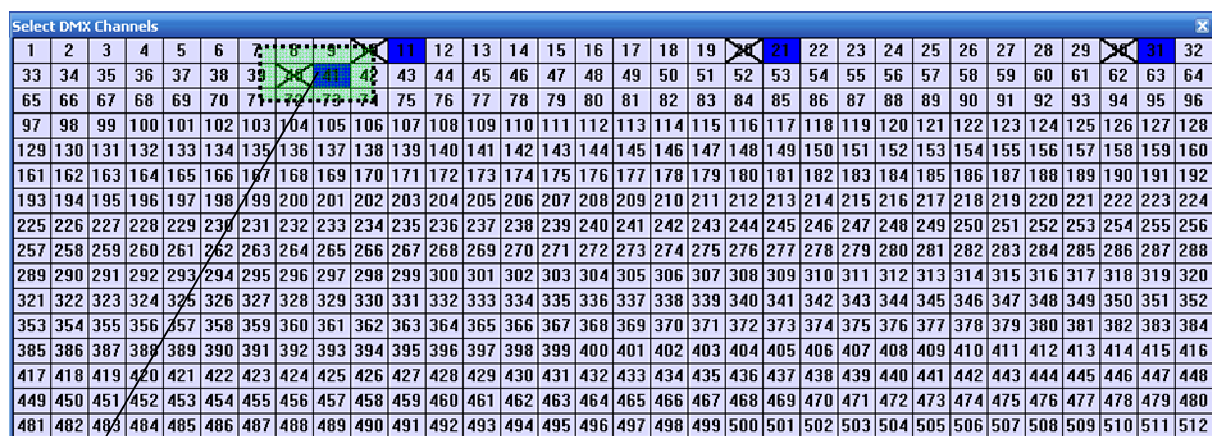 Select DMX Channels
1 2 3 4 5 6 7 8 9 10 11 12 13 14 15 16 17 18 19 20 21 22 23 24 25 26 27 28 29 30 31 32
33 34 35 36 37 38 39 40 41 42 43 44 45 46 47 48 49 50 51 52 53 54 55 56 57 58 59 60 61 62 63 64
65 66 67 68 69 70 71 72 73 74 75 76 77 78 79 80 81 82 83 84 85 86 87 88 89 90 91 92 93 94 95 96
97 98 99 100 101 102 103 104 105 106 107 108 109 110 111 112 113 114 115 116 117 118 119 120 121 122 123 124 125 126 127 128
129 130 131 132 133 134 135 136 137 138 139 140 141 142 143 144 145 146 147 148 149 150 151 152 153 154 155 156 157 158 159 160
161 162 163 164 165 166 167 168 169 170 171 172 173 174 175 176 177 178 179 180 181 182 183 184 185 186 187 188 189 190 191 192
193 194 195 196 197 198 199 200 201 202 203 204 205 206 207 208 209 210 211 212 213 214 215 216 217 218 219 220 221 222 223 224
225 226 227 228 229 230 231 232 233 234 235 236 237 238 239 240 241 242 243 244 245 246 247 248 249 250 251 252 253 254 255 256
257 258 259 260 261 262 263 264 265 266 267 268 269 270 271 272 273 274 275 276 277 278 279 280 281 282 283 284 285 286 287 288
289 290 291 292 293 294 295 296 297 298 299 300 301 302 303 304 305 306 307 308 309 310 311 312 313 314 315 316 317 318 319 320
321 322 323 324 325 326 327 328 329 330 331 332 333 334 335 336 337 338 339 340 341 342 343 344 345 346 347 348 349 350 351 352
353 354 355 356 357 358 359 360 361 362 363 364 365 366 367 368 369 370 371 372 373 374 375 376 377 378 379 380 381 382 383 384
385 386 387 388 389 390 391 392 393 394 395 396 397 398 399 400 401 402 403 404 405 406 407 408 409 410 411 412 413 414 415 416
417 418 419 420 421 422 423 424 425 426 427 428 429 430 431 432 433 434 435 436 437 438 439 440 441 442 443 444 445 446 447 448
449 450 451 452 453 454 455 456 457 458 459 460 461 462 463 464 465 466 467 468 469 470 471 472 473 474 475 476 477 478 479 480
481 482 483 484 485 486 487 488 489 490 491 492 493 494 495 496 497 498 499 500 501 502 503 504 505 506 507 508 509 510 511 512